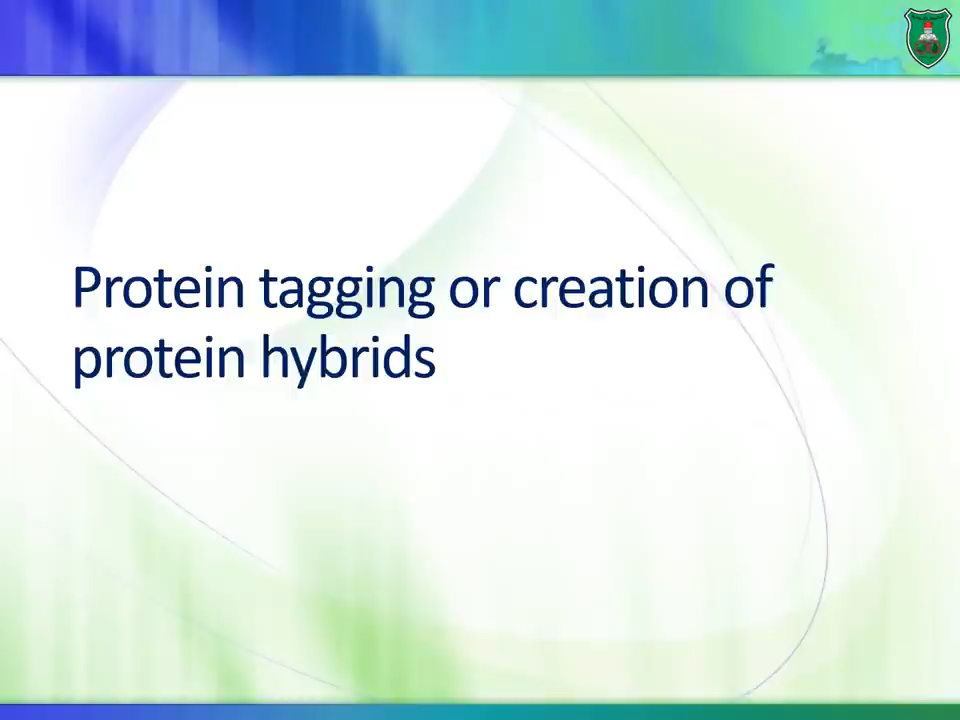 Protein tagging or creation of
protein hybrids